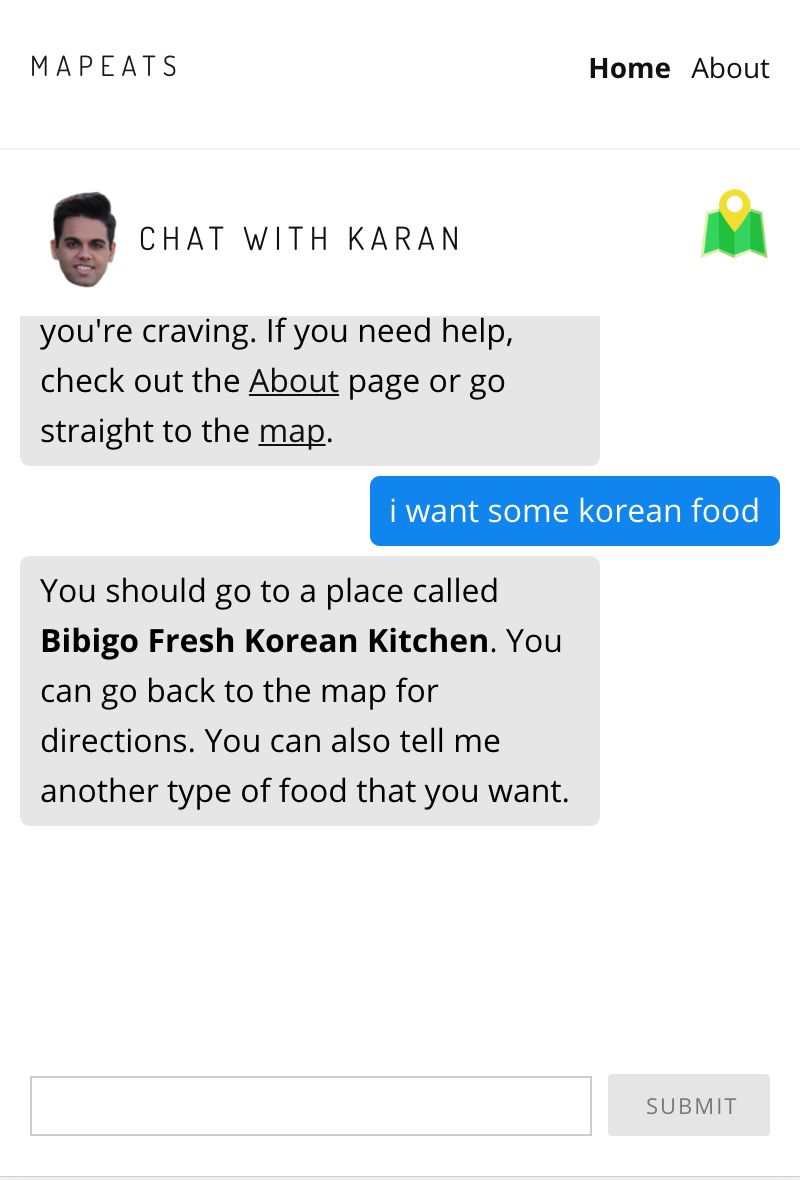 MAPEATS
Home About
CHAT WITH KARAN
you're craving. If you need help,
check out the About page or go
straight to the map.
i want some korean food
You should go to a place called
Bibigo Fresh Korean Kitchen. You
can go back to the map for
directions. You can also tell me
another type of food that you want.
SUBMIT